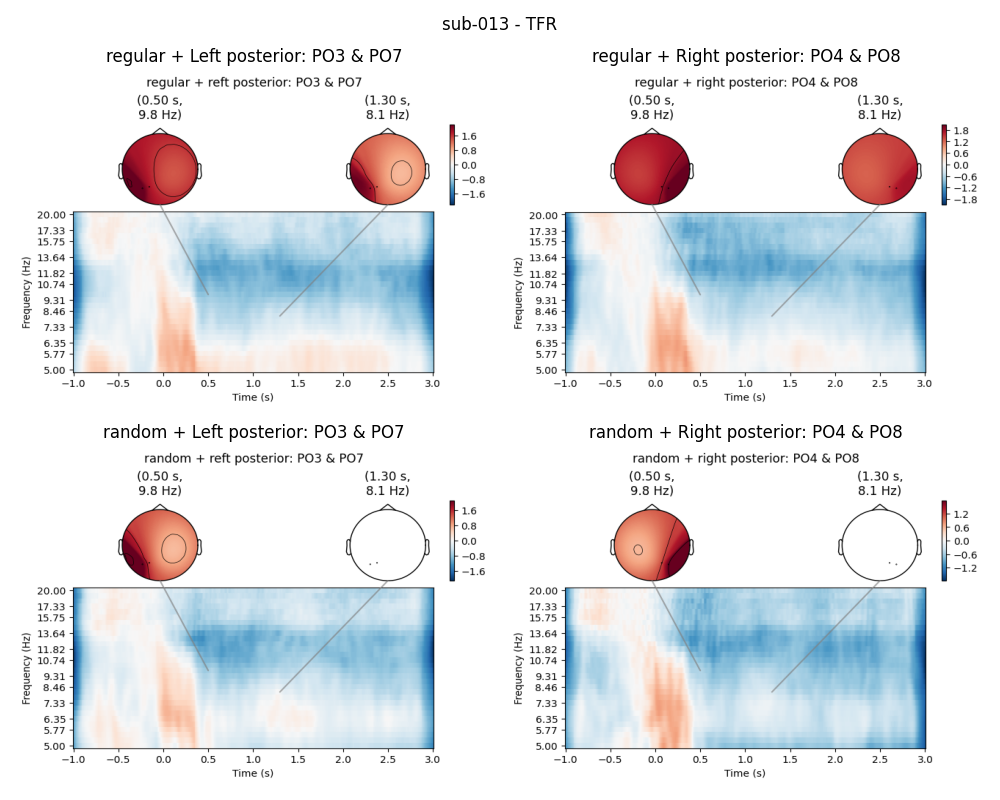 sub-013 - TFR
regular + Left posterior: PO3 & PO7
regular + reft posterior: PO3 & PO7
(0.50 s,
9.8 Hz)
(1.30 s,
8.1 Hz)
1.6
0.8
0.0
−0.8
−1.6
20.00
17.33
15.75
13.64
11.82
10.74
9.31
8.46
7.33
6.35
5.77
5.00
Frequency (Hz)
−1.0 −0.5 0.0 0.5 1.0 1.5 2.0 2.5 3.0
Time (s)
regular + Right posterior: PO4 & PO8
regular + right posterior: PO4 & PO8
(0.50 s,
9.8 Hz)
(1.30 s,
8.1 Hz)
1.8
1.2
0.6
0.0
−0.6
−1.2
−1.8
20.00
17.33
15.75
13.64
11.82
10.74
9.31
8.46
7.33
6.35
5.77
5.00
Frequency (Hz)
−1.0 −0.5 0.0 0.5 1.0 1.5 2.0 2.5 3.0
Time (s)
random + Left posterior: PO3 & PO7
random + reft posterior: PO3 & PO7
(0.50 s,
9.8 Hz)
(1.30 s,
8.1 Hz)
1.6
0.8
0.0
−0.8
−1.6
20.00
17.33
15.75
13.64
11.82
10.74
9.31
8.46
7.33
6.35
5.77
5.00
Frequency (Hz)
−1.0 −0.5 0.0 0.5 1.0 1.5 2.0 2.5 3.0
Time (s)
random + Right posterior: PO4 & PO8
random + right posterior: PO4 & PO8
(0.50 s,
9.8 Hz)
(1.30 s,
8.1 Hz)
1.2
0.6
0.0
−0.6
−1.2
20.00
17.33
15.75
13.64
11.82
10.74
9.31
8.46
7.33
6.35
5.77
5.00
Frequency (Hz)
−1.0 −0.5 0.0 0.5 1.0 1.5 2.0 2.5 3.0
Time (s)